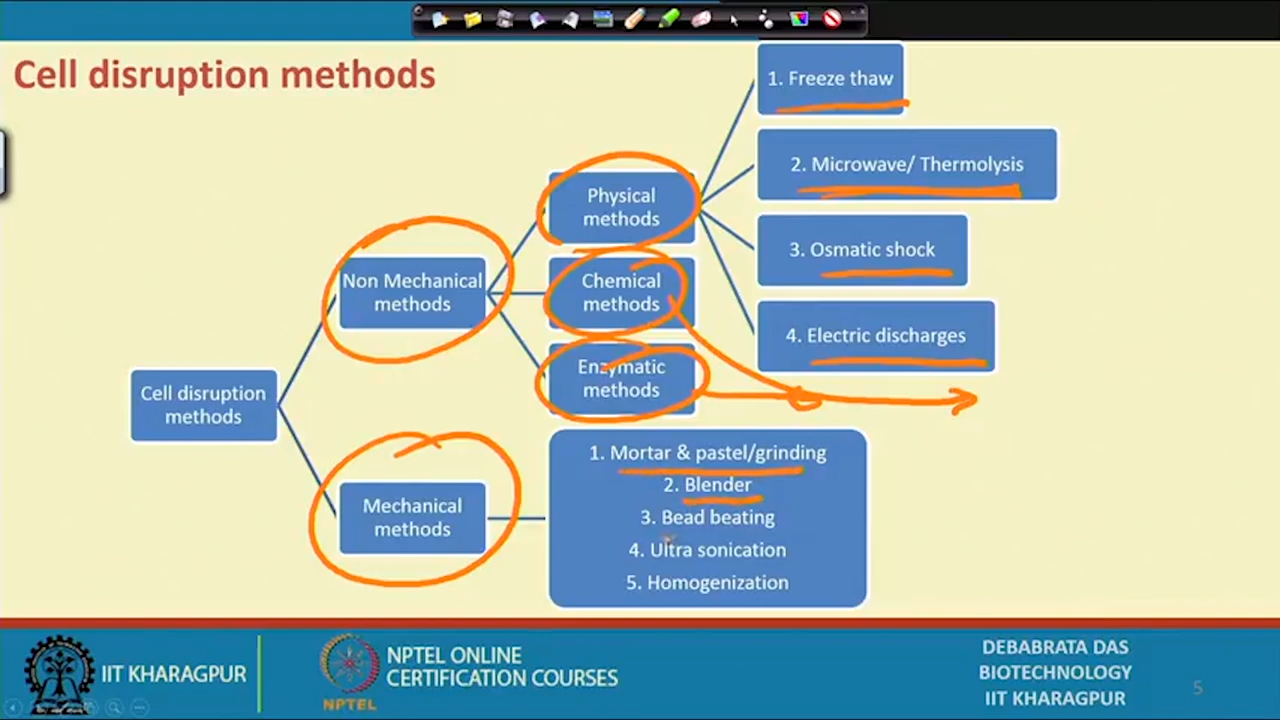 Cell disruption methods
1. Freeze thaw
2. Microwave/ Thermolysis
3. Osmatic shock
4. Electric discharges
Physical
methods
Chemical
methods
Enzymatic
methods
Non Mechanical
methods
Cell disruption
methods
Mechanical
methods
1. Mortar & pastel/grinding
2. Blender
3. Bead beating
4. Ultra sonication
5. Homogenization
IIT KHARAGPUR
NPTEL ONLINE
CERTIFICATION COURSES
NPTEL
DEBABRATA DAS
BIOTECHNOLOGY
IIT KHARAGPUR
5